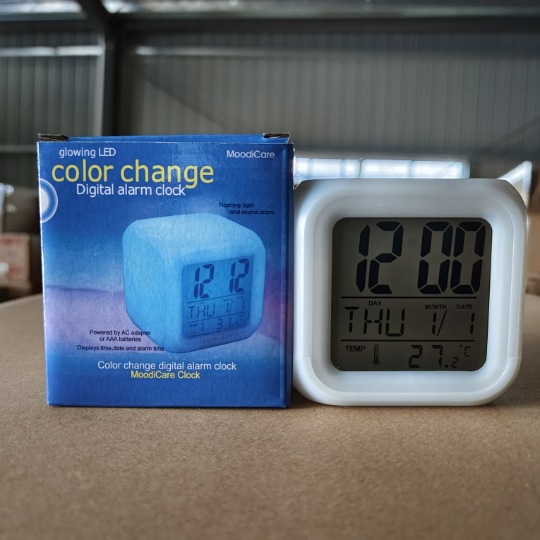 glowing LED
MoodiCare
color change
Digital alarm clock
Flashing light
and sound alarm
12 12
THU 7/1
Powered by AC adapter
or AAA batteries
Displays time,date and alarm time
Color change digital alarm clock
MoodiCare Clock
12 00
DAY MONTH DATE
THU 1/ 1
TEMP 27.2 °C